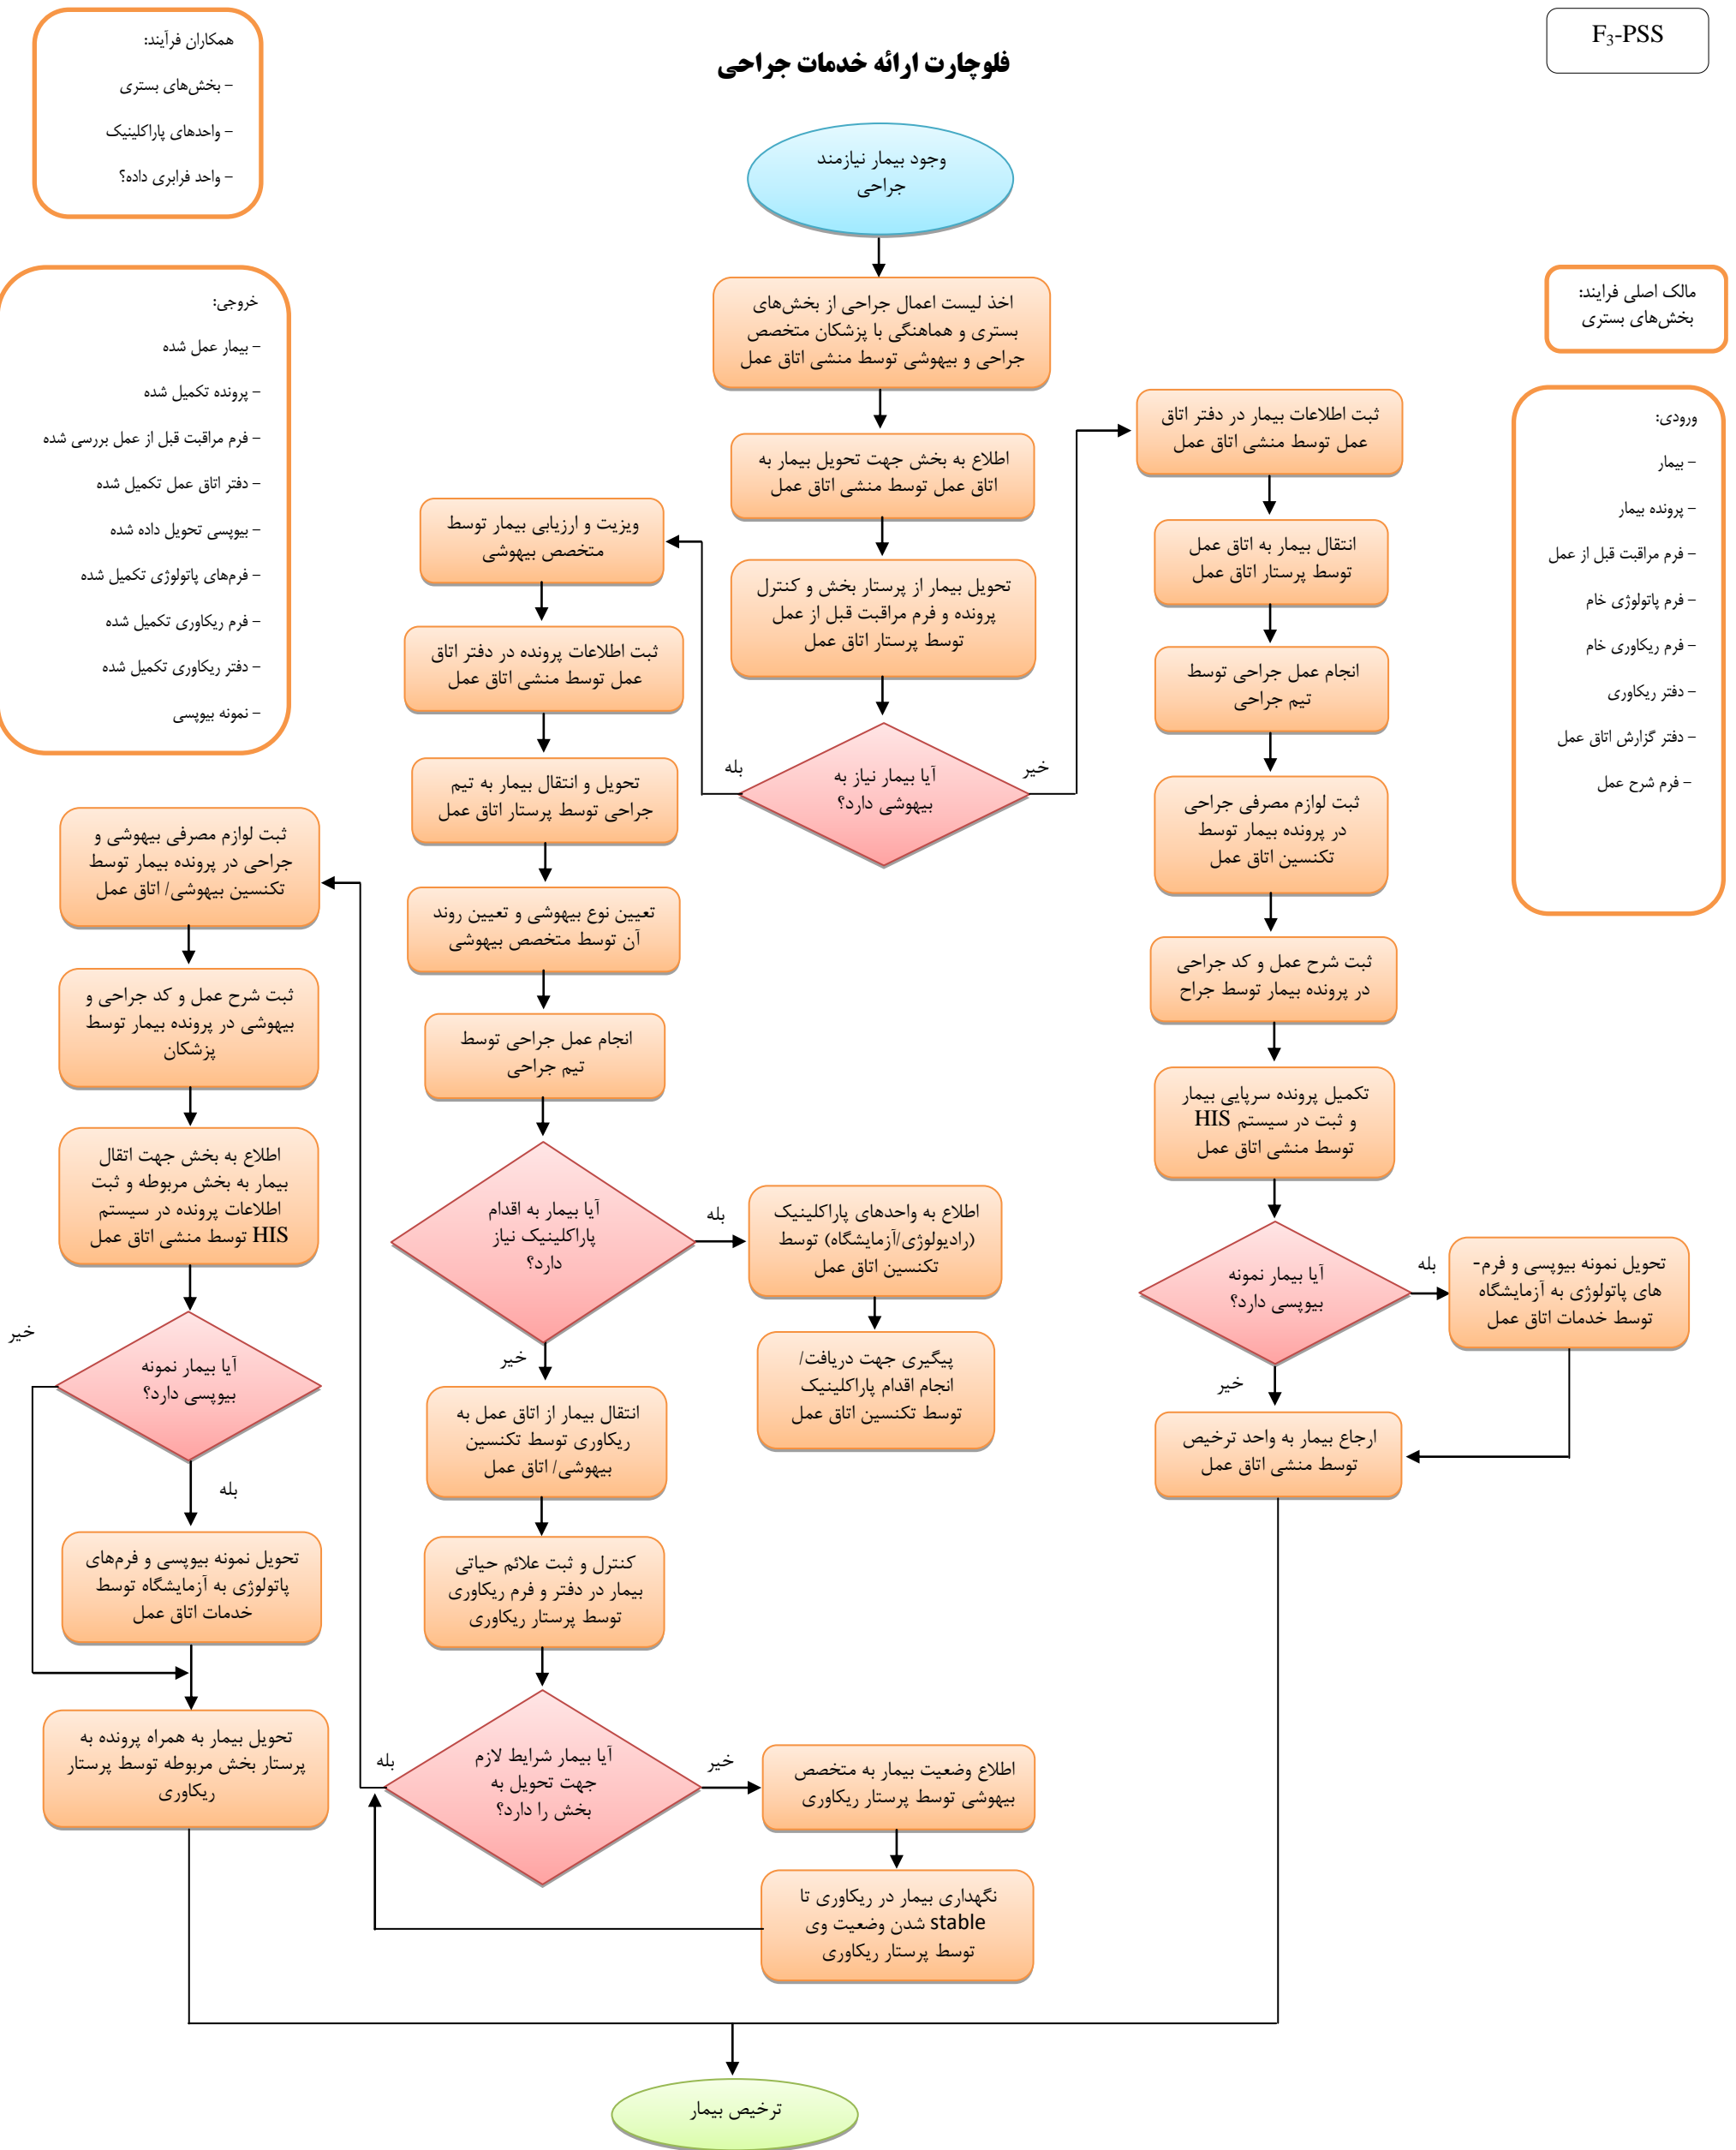 F3-PSS
فلوچارت ارائه خدمات جراحی
همکاران فرآیند:
- بخش‌های بستری
- واحدهای پاراکلینیک
- واحد فرابری داده؟
خروجی:
- بیمار عمل شده
- پرونده تکمیل شده
- فرم مراقبت قبل از عمل بررسی شده
- دفتر اتاق عمل تکمیل شده
- بیوپسی تحویل داده شده
- فرم‌های پاتولوژی تکمیل شده
- فرم ریکاوری تکمیل شده
- دفتر ریکاوری تکمیل شده
- نمونه بیوپسی
مالک اصلی فرایند:
بخش‌های بستری
ورودی:
- بیمار
- پرونده بیمار
- فرم مراقبت قبل از عمل
- فرم پاتولوژی خام
- فرم ریکاوری خام
- دفتر ریکاوری
- دفتر گزارش اتاق عمل
- فرم شرح عمل
وجود بیمار نیازمند
جراحی
اخذ لیست اعمال جراحی از بخش‌های
بستری و هماهنگی با پزشکان متخصص
جراحی و بیهوشی توسط منشی اتاق عمل
اطلاع به بخش جهت تحویل بیمار به
اتاق عمل توسط منشی اتاق عمل
تحویل بیمار از پرستار بخش و کنترل
پرونده و فرم مراقبت قبل از عمل
توسط پرستار اتاق عمل
آیا بیمار نیاز به
بیهوشی دارد؟
خیر
بله
ثبت اطلاعات بیمار در دفتر اتاق
عمل توسط منشی اتاق عمل
انتقال بیمار به اتاق عمل
توسط پرستار اتاق عمل
انجام عمل جراحی توسط
تیم جراحی
ثبت لوازم مصرفی جراحی
در پرونده بیمار توسط
تکنسین اتاق عمل
ثبت شرح عمل و کد جراحی
در پرونده بیمار توسط جراح
تکمیل پرونده سرپایی بیمار
و ثبت در سیستم HIS
توسط منشی اتاق عمل
آیا بیمار نمونه
بیوپسی دارد؟
بله
تحویل نمونه بیوپسی و فرم-
های پاتولوژی به آزمایشگاه
توسط خدمات اتاق عمل
خیر
ارجاع بیمار به واحد ترخیص
توسط منشی اتاق عمل
ویزیت و ارزیابی بیمار توسط
متخصص بیهوشی
ثبت اطلاعات پرونده در دفتر اتاق
عمل توسط منشی اتاق عمل
تحویل و انتقال بیمار به تیم
جراحی توسط پرستار اتاق عمل
تعیین نوع بیهوشی و تعیین روند
آن توسط متخصص بیهوشی
انجام عمل جراحی توسط
تیم جراحی
آیا بیمار به اقدام
پاراکلینیک نیاز
دارد؟
بله
اطلاع به واحدهای پاراکلینیک
(رادیولوژی/آزمایشگاه) توسط
تکنسین اتاق عمل
پیگیری جهت دریافت/
انجام اقدام پاراکلینیک
توسط تکنسین اتاق عمل
خیر
انتقال بیمار از اتاق عمل به
ریکاوری توسط تکنسین
بیهوشی/ اتاق عمل
کنترل و ثبت علائم حیاتی
بیمار در دفتر و فرم ریکاوری
توسط پرستار ریکاوری
آیا بیمار شرایط لازم
جهت تحویل به
بخش را دارد؟
خیر
اطلاع وضعیت بیمار به متخصص
بیهوشی توسط پرستار ریکاوری
نگهداری بیمار در ریکاوری تا
stable شدن وضعیت وی
توسط پرستار ریکاوری
بله
ثبت لوازم مصرفی بیهوشی و
جراحی در پرونده بیمار توسط
تکنسین بیهوشی/ اتاق عمل
ثبت شرح عمل و کد جراحی و
بیهوشی در پرونده بیمار توسط
پزشکان
اطلاع به بخش جهت اتقال
بیمار به بخش مربوطه و ثبت
اطلاعات پرونده در سیستم
HIS توسط منشی اتاق عمل
آیا بیمار نمونه
بیوپسی دارد؟
خیر
بله
تحویل نمونه بیوپسی و فرم‌های
پاتولوژی به آزمایشگاه توسط
خدمات اتاق عمل
تحویل بیمار به همراه پرونده به
پرستار بخش مربوطه توسط پرستار
ریکاوری
ترخیص بیمار